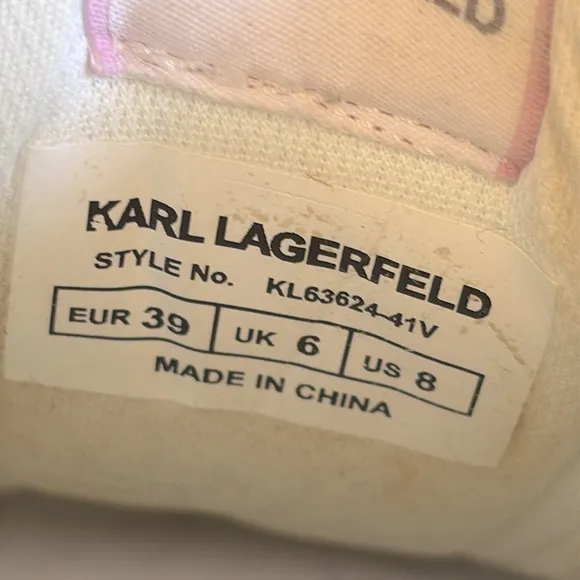 KARL LAGERFELD
STYLE No. KL63624-41V
EUR 39 UK 6 US 8
MADE IN CHINA